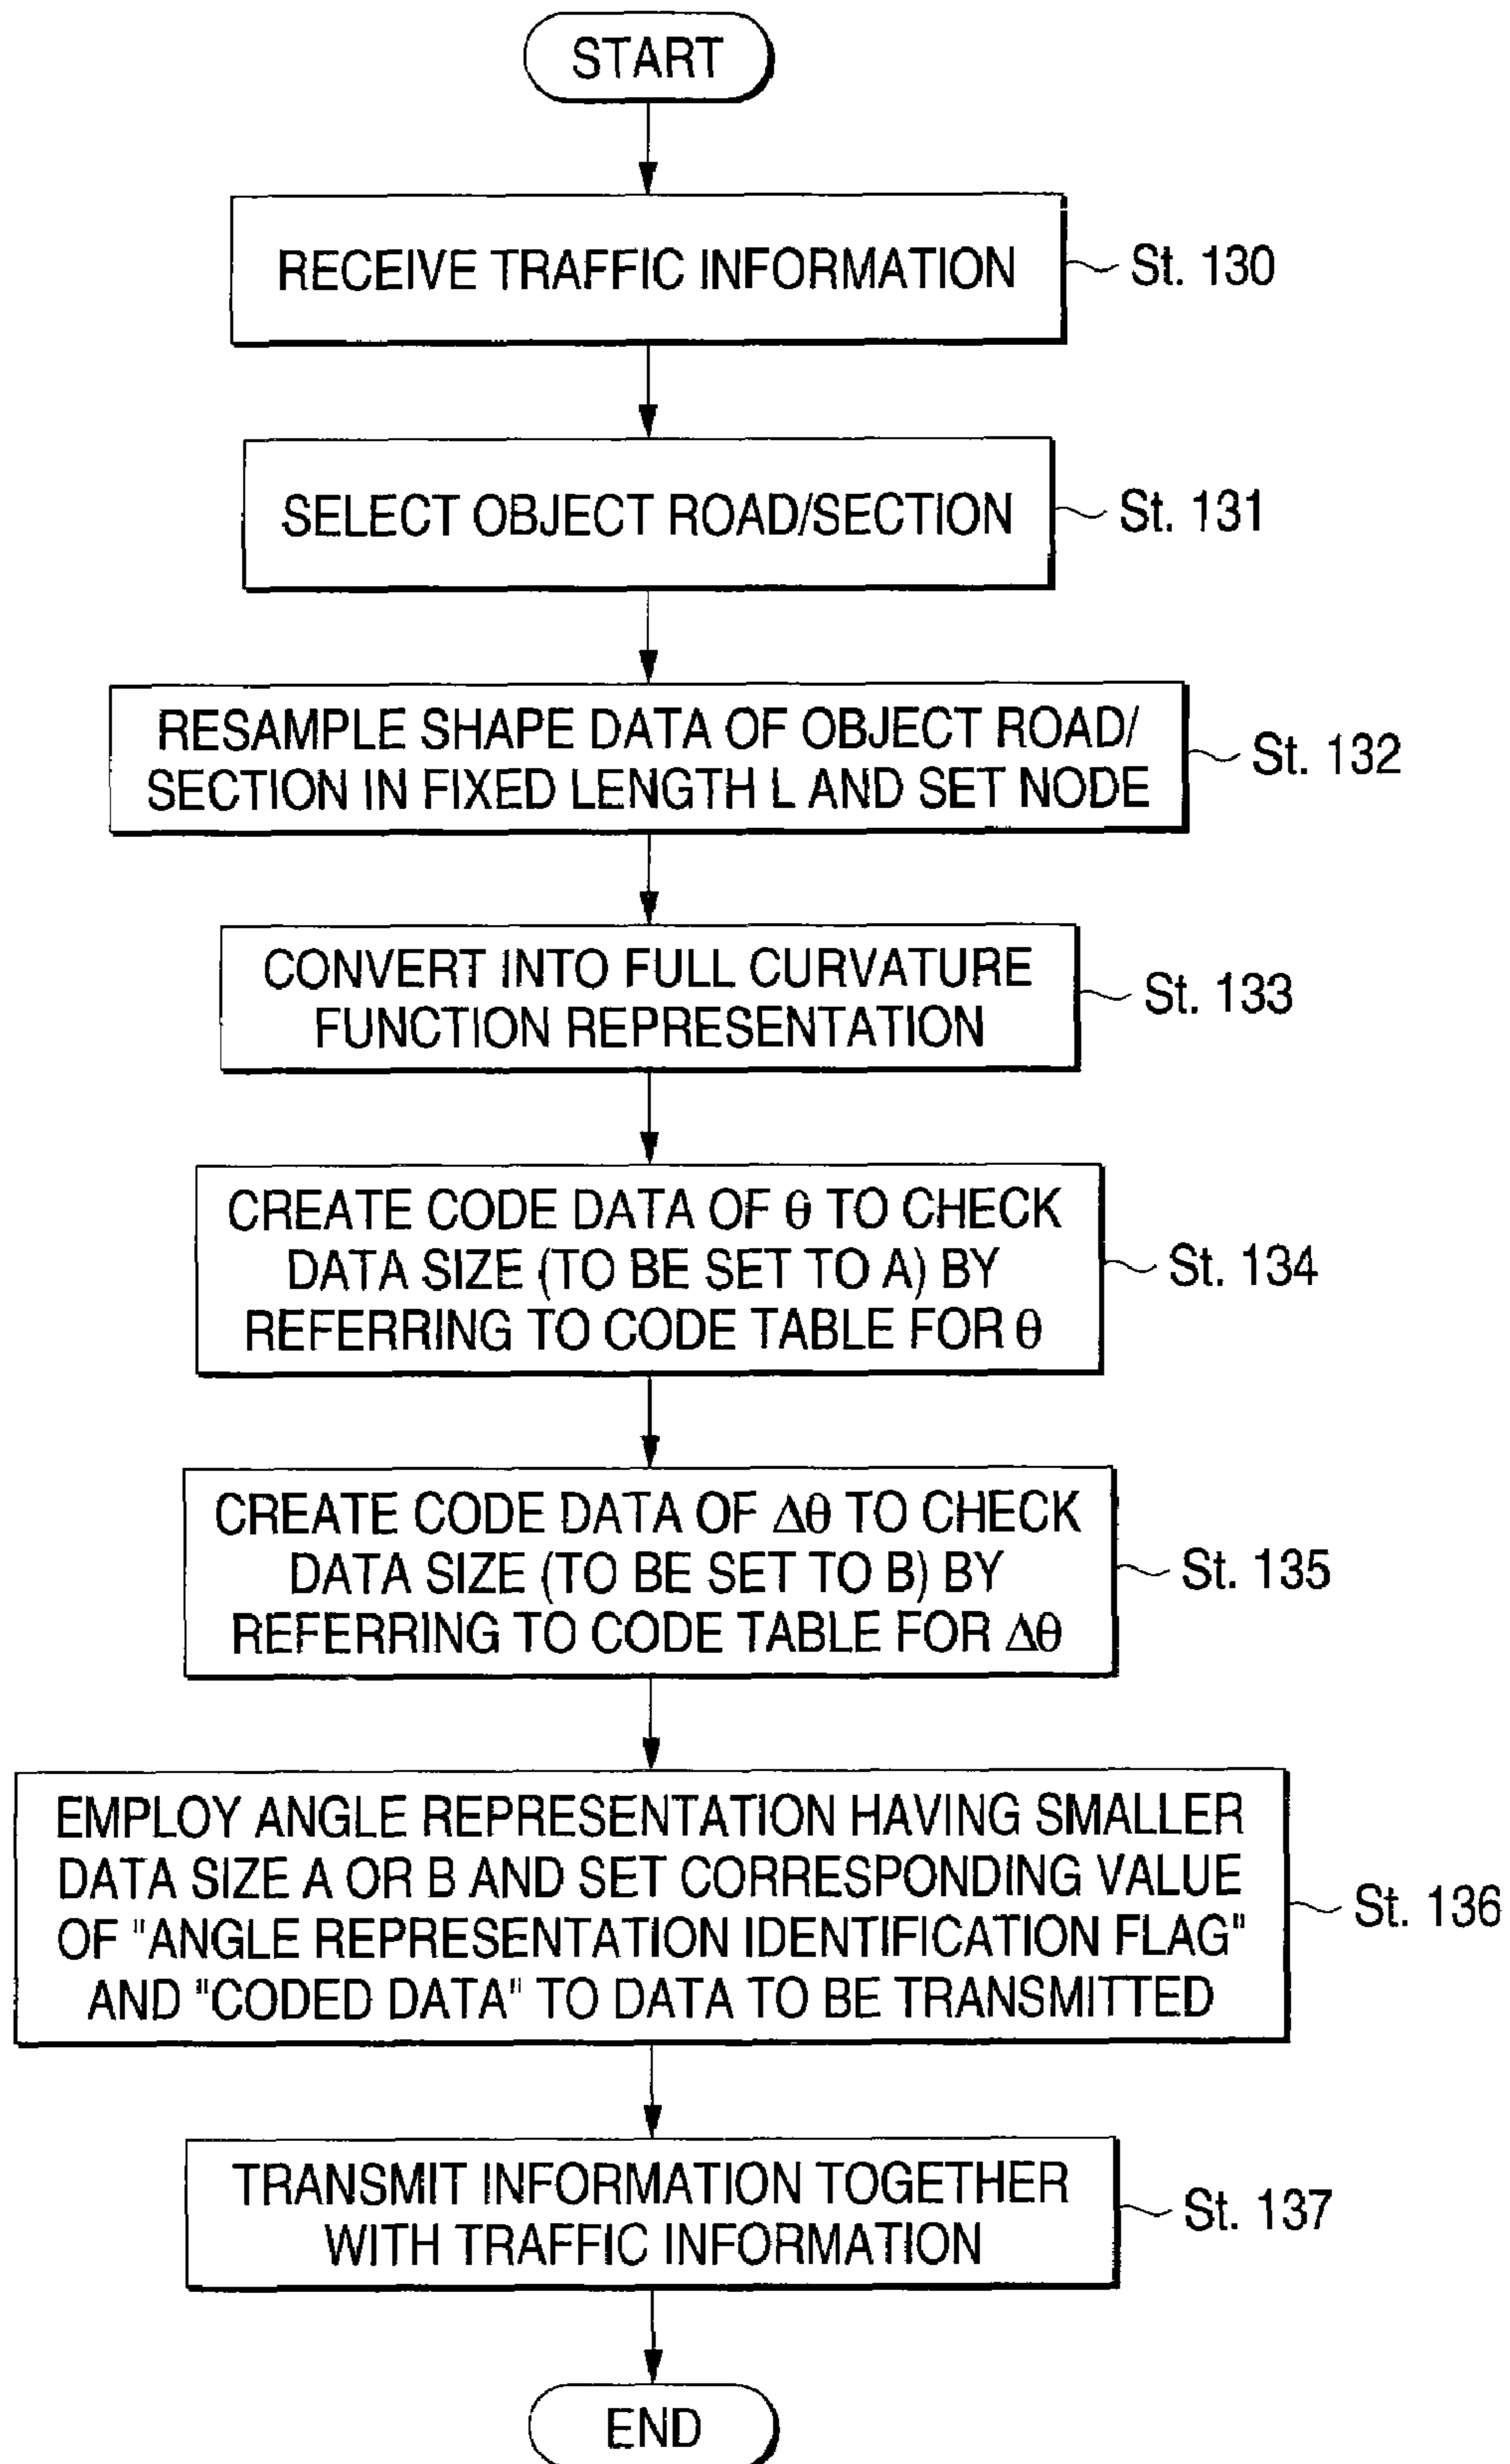 START
RECEIVE TRAFFIC INFORMATION
St. 130
SELECT OBJECT ROAD/SECTION
St. 131
RESAMPLE SHAPE DATA OF OBJECT ROAD/
SECTION IN FIXED LENGTH L AND SET NODE
St. 132
CONVERT INTO FULL CURVATURE
FUNCTION REPRESENTATION
St. 133
CREATE CODE DATA OF θ TO CHECK
DATA SIZE (TO BE SET TO A) BY
REFERRING TO CODE TABLE FOR θ
St. 134
CREATE CODE DATA OF Δθ TO CHECK
DATA SIZE (TO BE SET TO B) BY
REFERRING TO CODE TABLE FOR Δθ
St. 135
EMPLOY ANGLE REPRESENTATION HAVING SMALLER
DATA SIZE A OR B AND SET CORRESPONDING VALUE
OF "ANGLE REPRESENTATION IDENTIFICATION FLAG"
AND "CODED DATA" TO DATA TO BE TRANSMITTED
St. 136
TRANSMIT INFORMATION TOGETHER
WITH TRAFFIC INFORMATION
St. 137
END